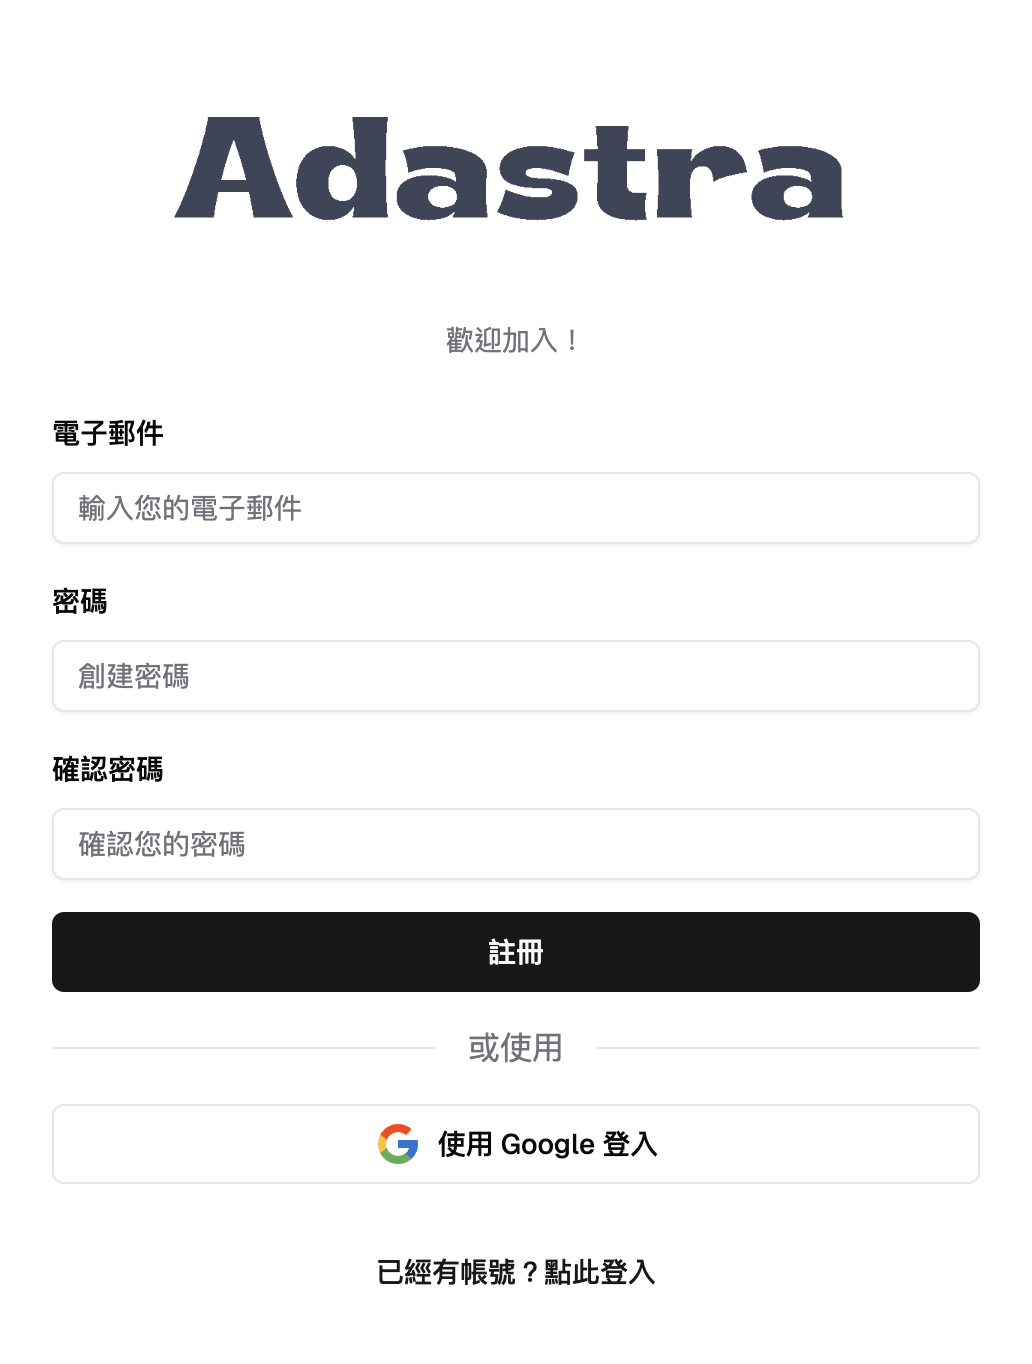 Adastra
歡迎加入！
電子郵件
輸入您的電子郵件
密碼
創建密碼
確認密碼
確認您的密碼
註冊
或使用
使用 Google 登入
已經有帳號？點此登入